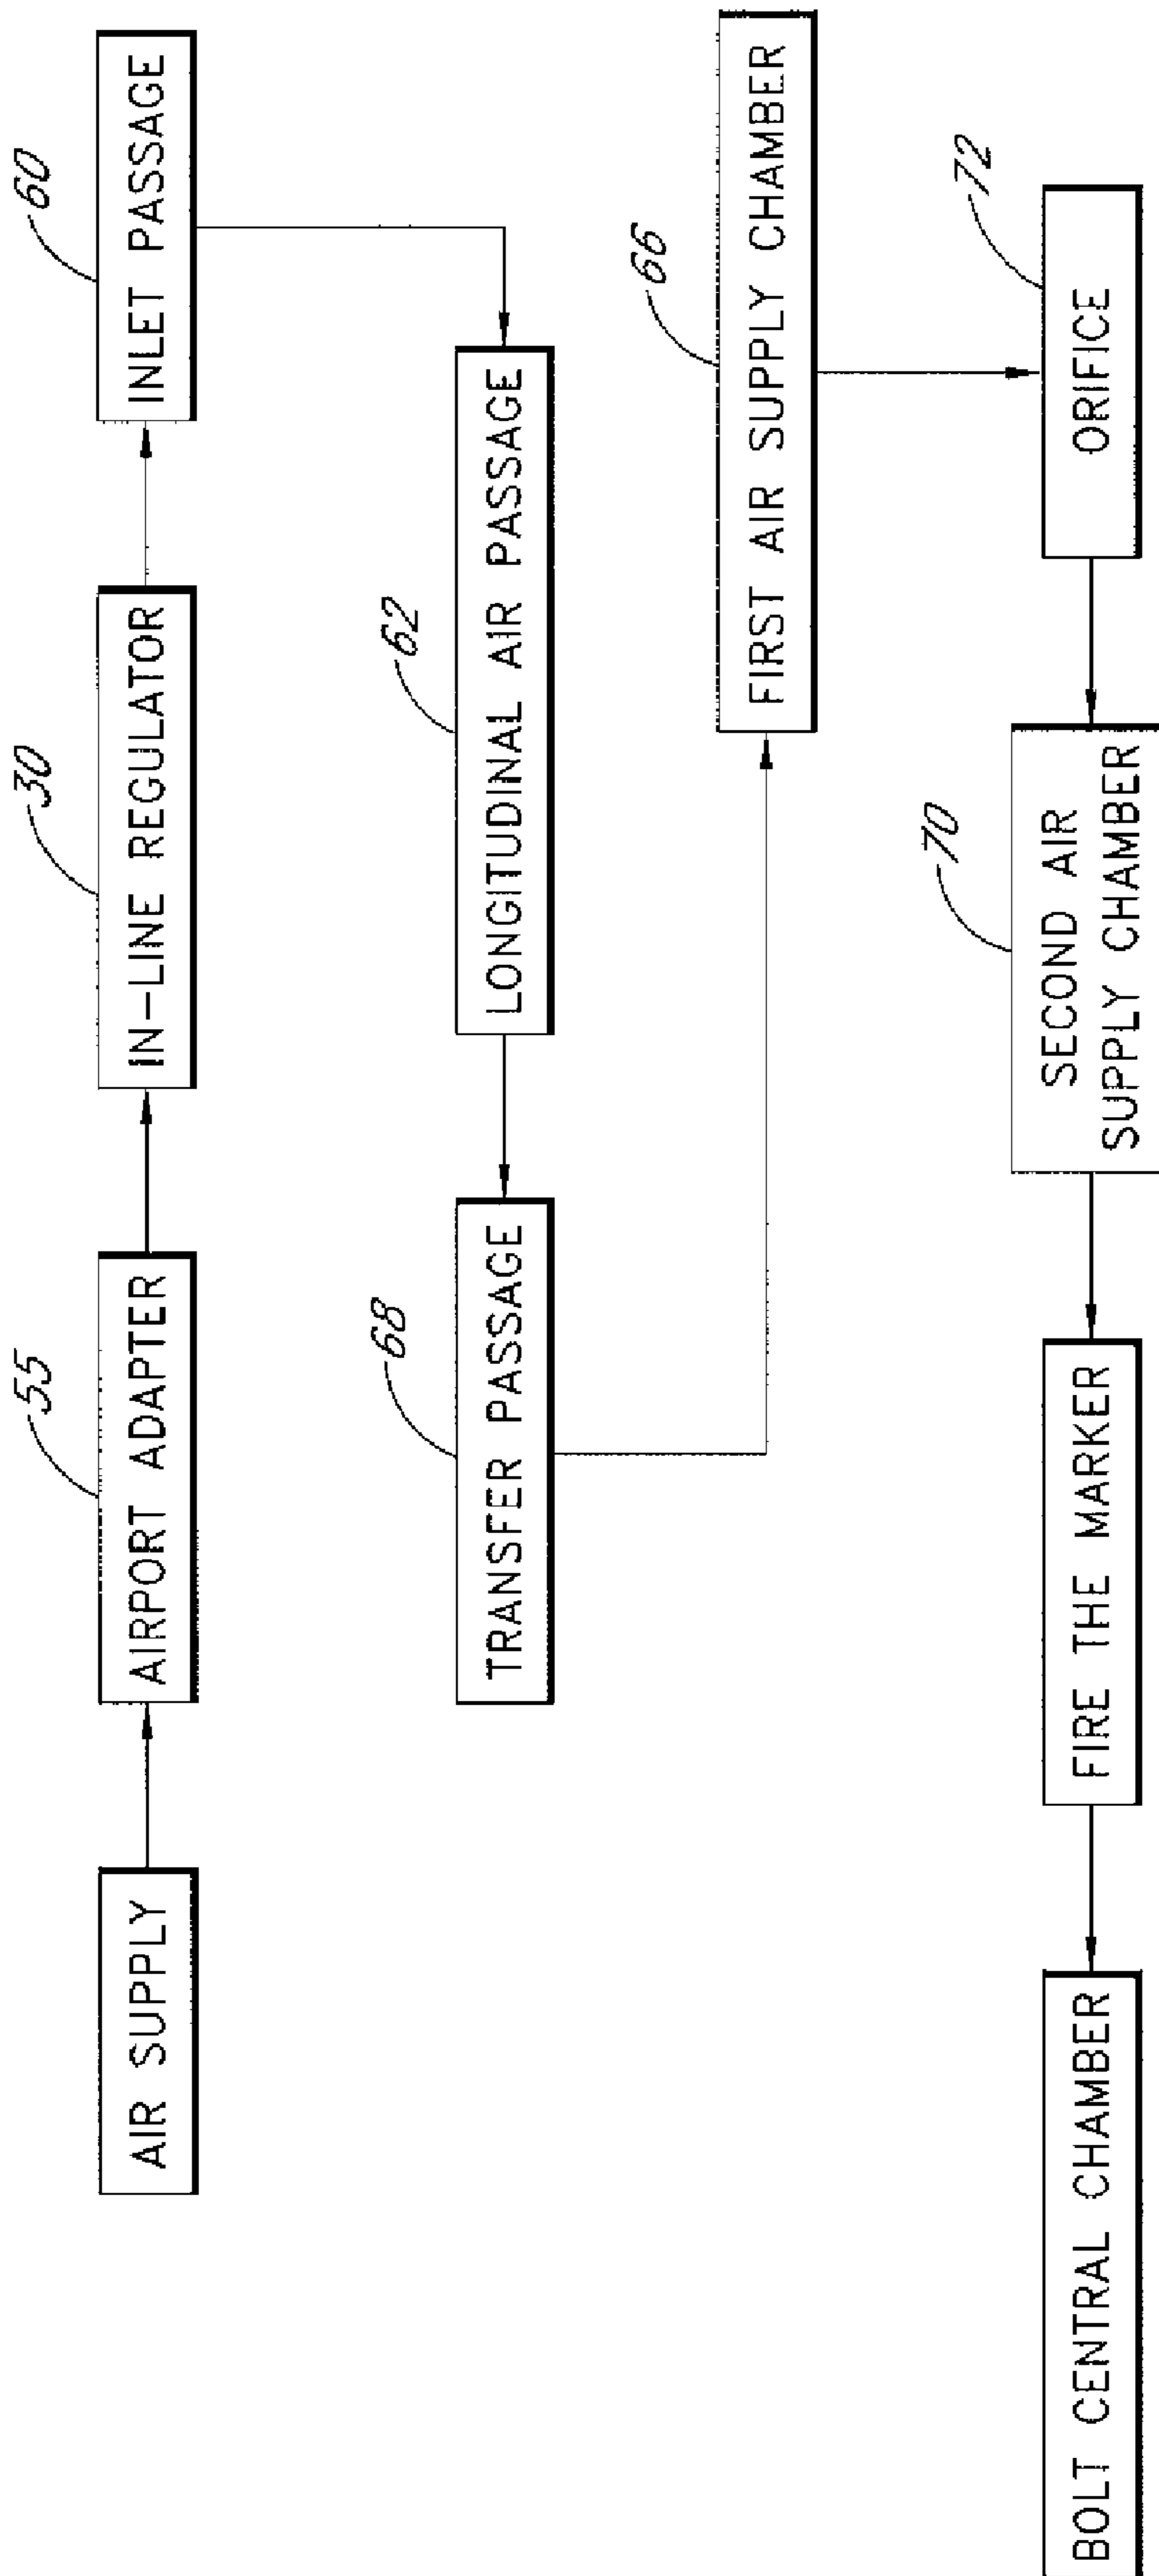 AIR SUPPLY
55
AIRPORT ADAPTER
30
IN-LINE REGULATOR
60
INLET PASSAGE
62
LONGITUDINAL AIR PASSAGE
68
TRANSFER PASSAGE
66
FIRST AIR SUPPLY CHAMBER
72
ORIFICE
70
SECOND AIR
SUPPLY CHAMBER
FIRE THE MARKER
BOLT CENTRAL CHAMBER